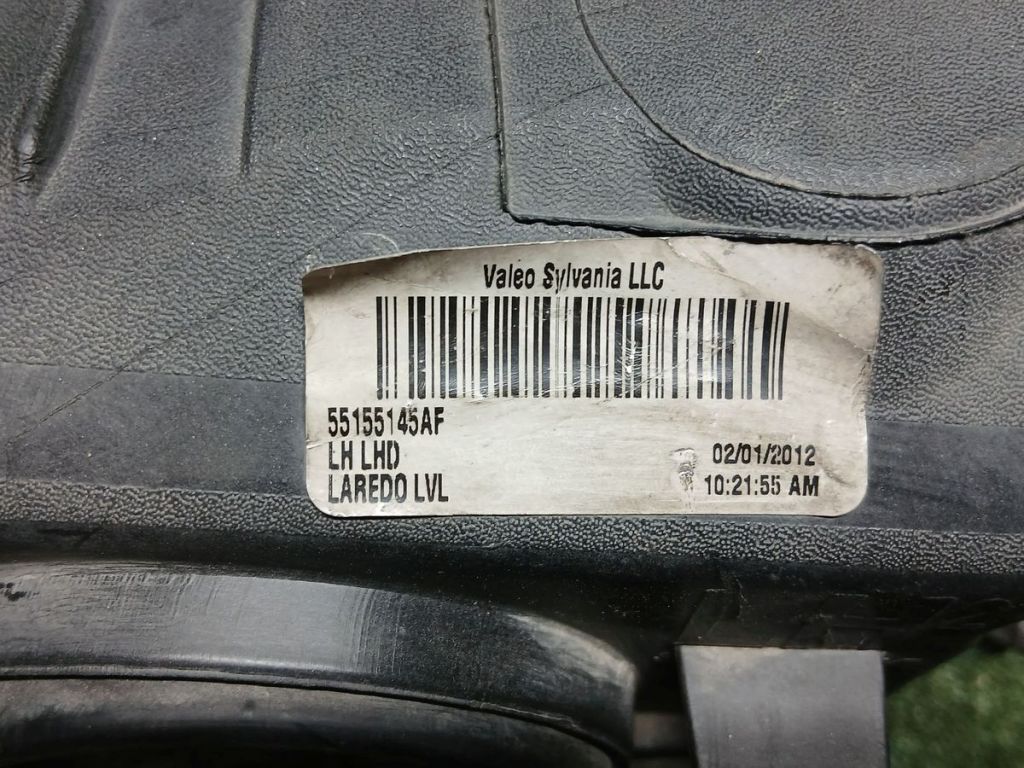 Valeo Sylvania LLC
55155145AF
LH LHD
02/01/2012
LAREDO LVL
10:21:55 AM